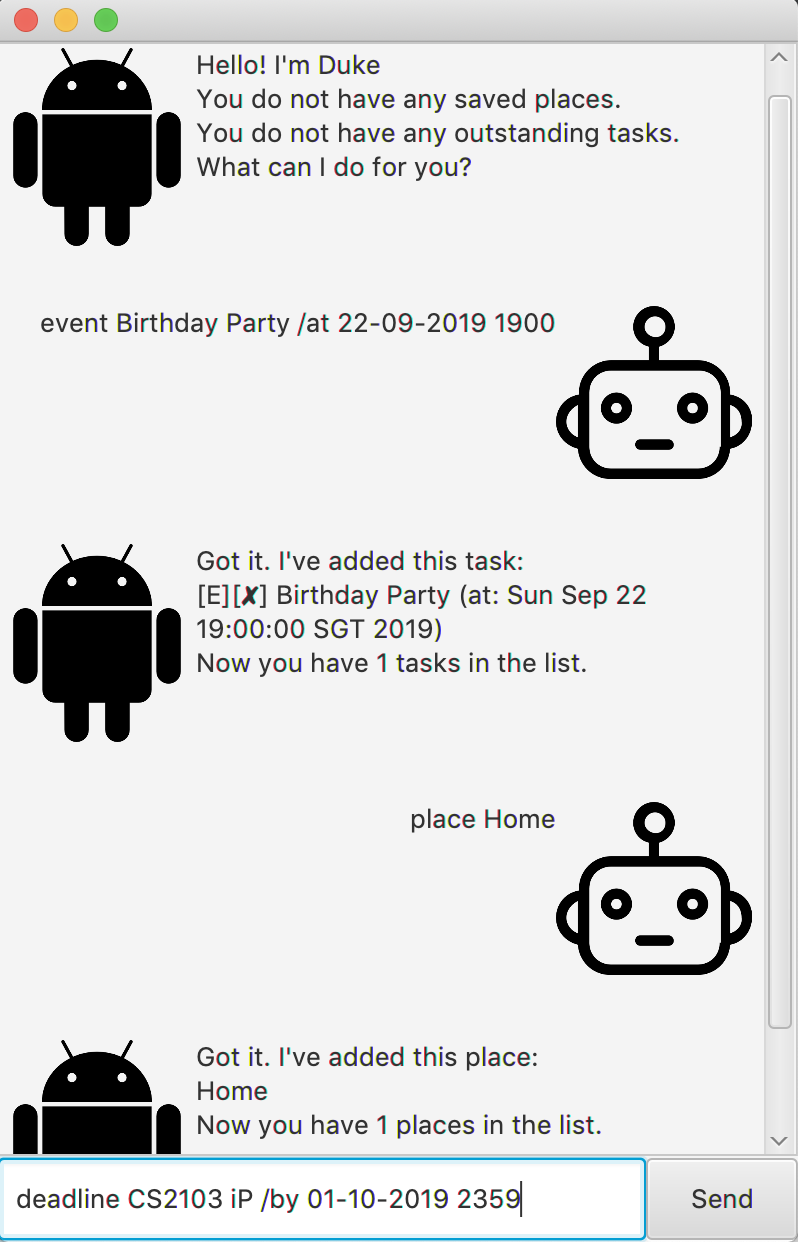 Hello! I'm Duke
You do not have any saved places.
You do not have any outstanding tasks.
What can I do for you?
event Birthday Party /at 22-09-2019 1900
Got it. I've added this task:
[E][✘] Birthday Party (at: Sun Sep 22
19:00:00 SGT 2019)
Now you have 1 tasks in the list.
place Home
Got it. I've added this place:
Home
Now you have 1 places in the list.
deadline CS2103 iP /by 01-10-2019 2359
Send